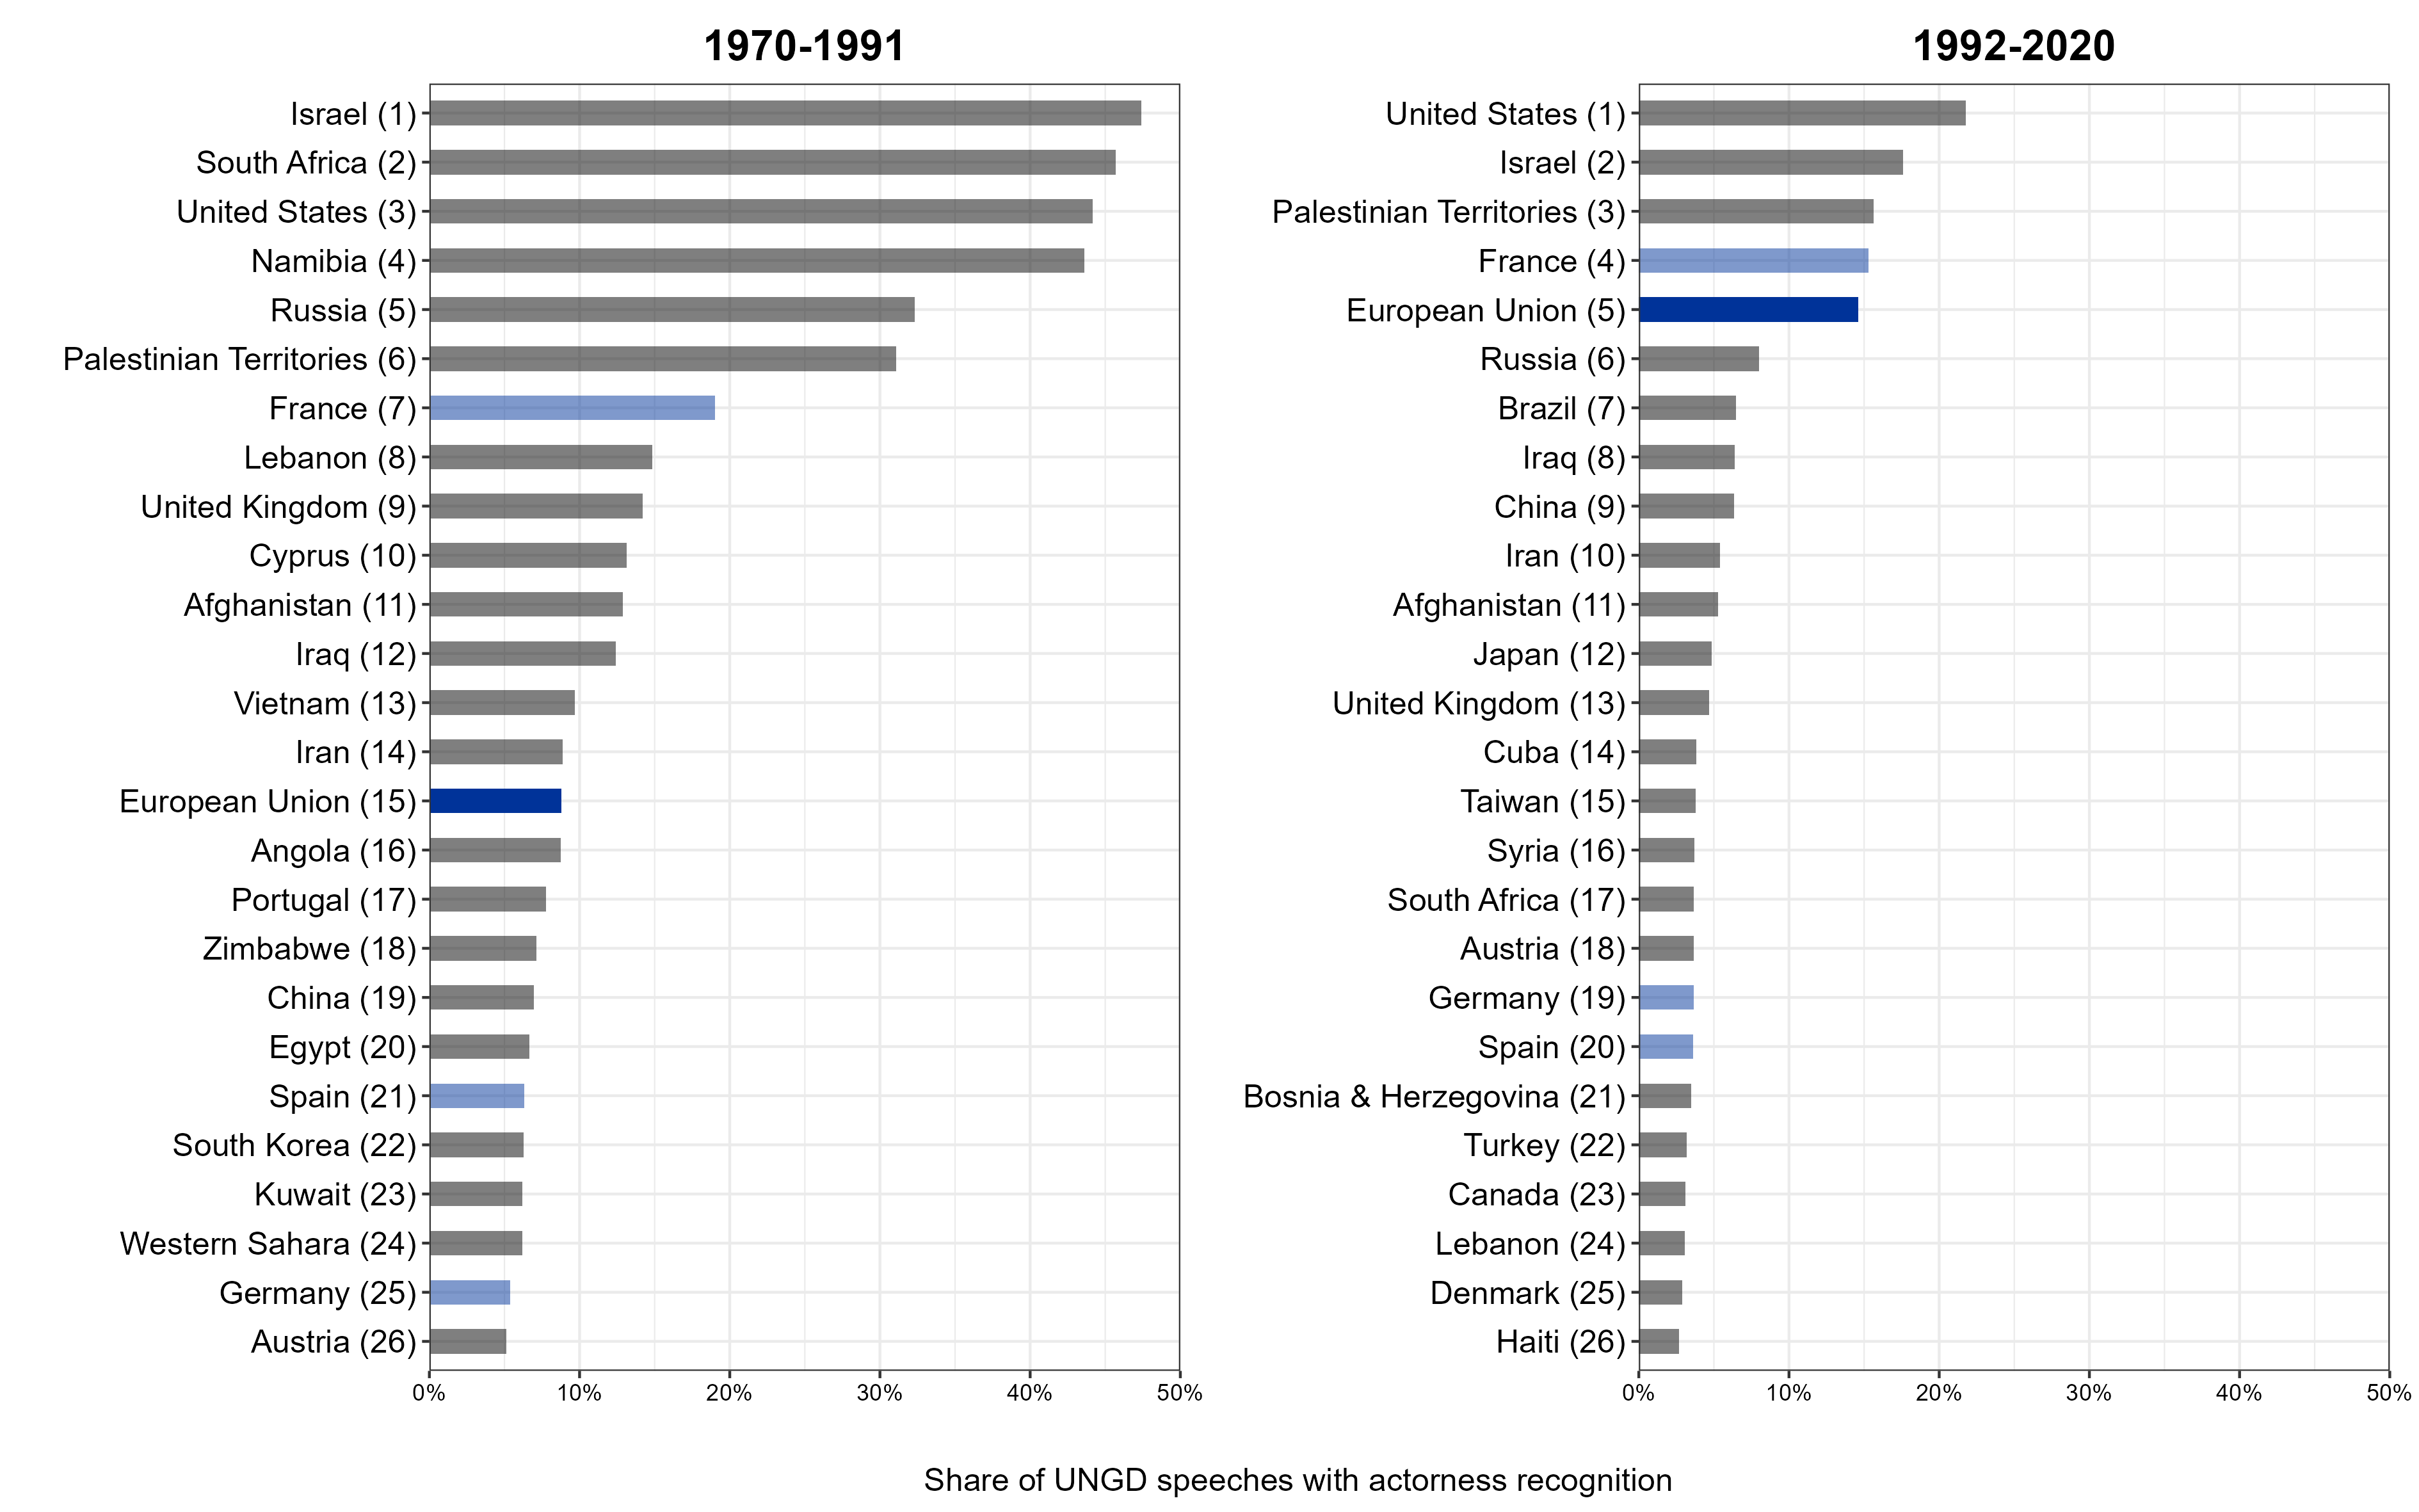 1970-1991
Israel (1)
South Africa (2)
United States (3)
Namibia (4)
Russia (5)
Palestinian Territories (6)
France (7)
Lebanon (8)
United Kingdom (9)
Cyprus (10)
Afghanistan (11)
Iraq (12)
Vietnam (13)
Iran (14)
European Union (15)
Angola (16)
Portugal (17)
Zimbabwe (18)
China (19)
Egypt (20)
Spain (21)
South Korea (22)
Kuwait (23)
Western Sahara (24)
Germany (25)
Austria (26)
0% 10% 20% 30% 40% 50%
1992-2020
United States (1)
Israel (2)
Palestinian Territories (3)
France (4)
European Union (5)
Russia (6)
Brazil (7)
Iraq (8)
China (9)
Iran (10)
Afghanistan (11)
Japan (12)
United Kingdom (13)
Cuba (14)
Taiwan (15)
Syria (16)
South Africa (17)
Austria (18)
Germany (19)
Spain (20)
Bosnia & Herzegovina (21)
Turkey (22)
Canada (23)
Lebanon (24)
Denmark (25)
Haiti (26)
0% 10% 20% 30% 40% 50%
Share of UNGD speeches with actorness recognition